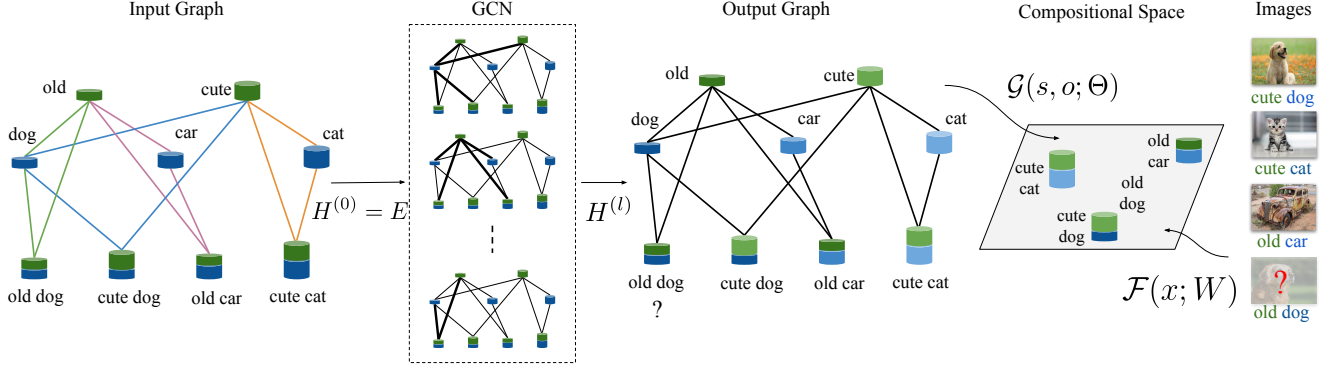 Input Graph
old
cute
dog
car
cat
old dog
cute dog
old car
cute cat
H^{(0)} = E
GCN
H^{(l)}
Output Graph
old
cute
dog
car
cat
old dog
?
cute dog
old car
cute cat
Compositional Space
G(s, o; Θ)
cute
cat
old
car
old
dog
cute
dog
F(x; W)
Images
cute dog
cute cat
old car
?
old dog